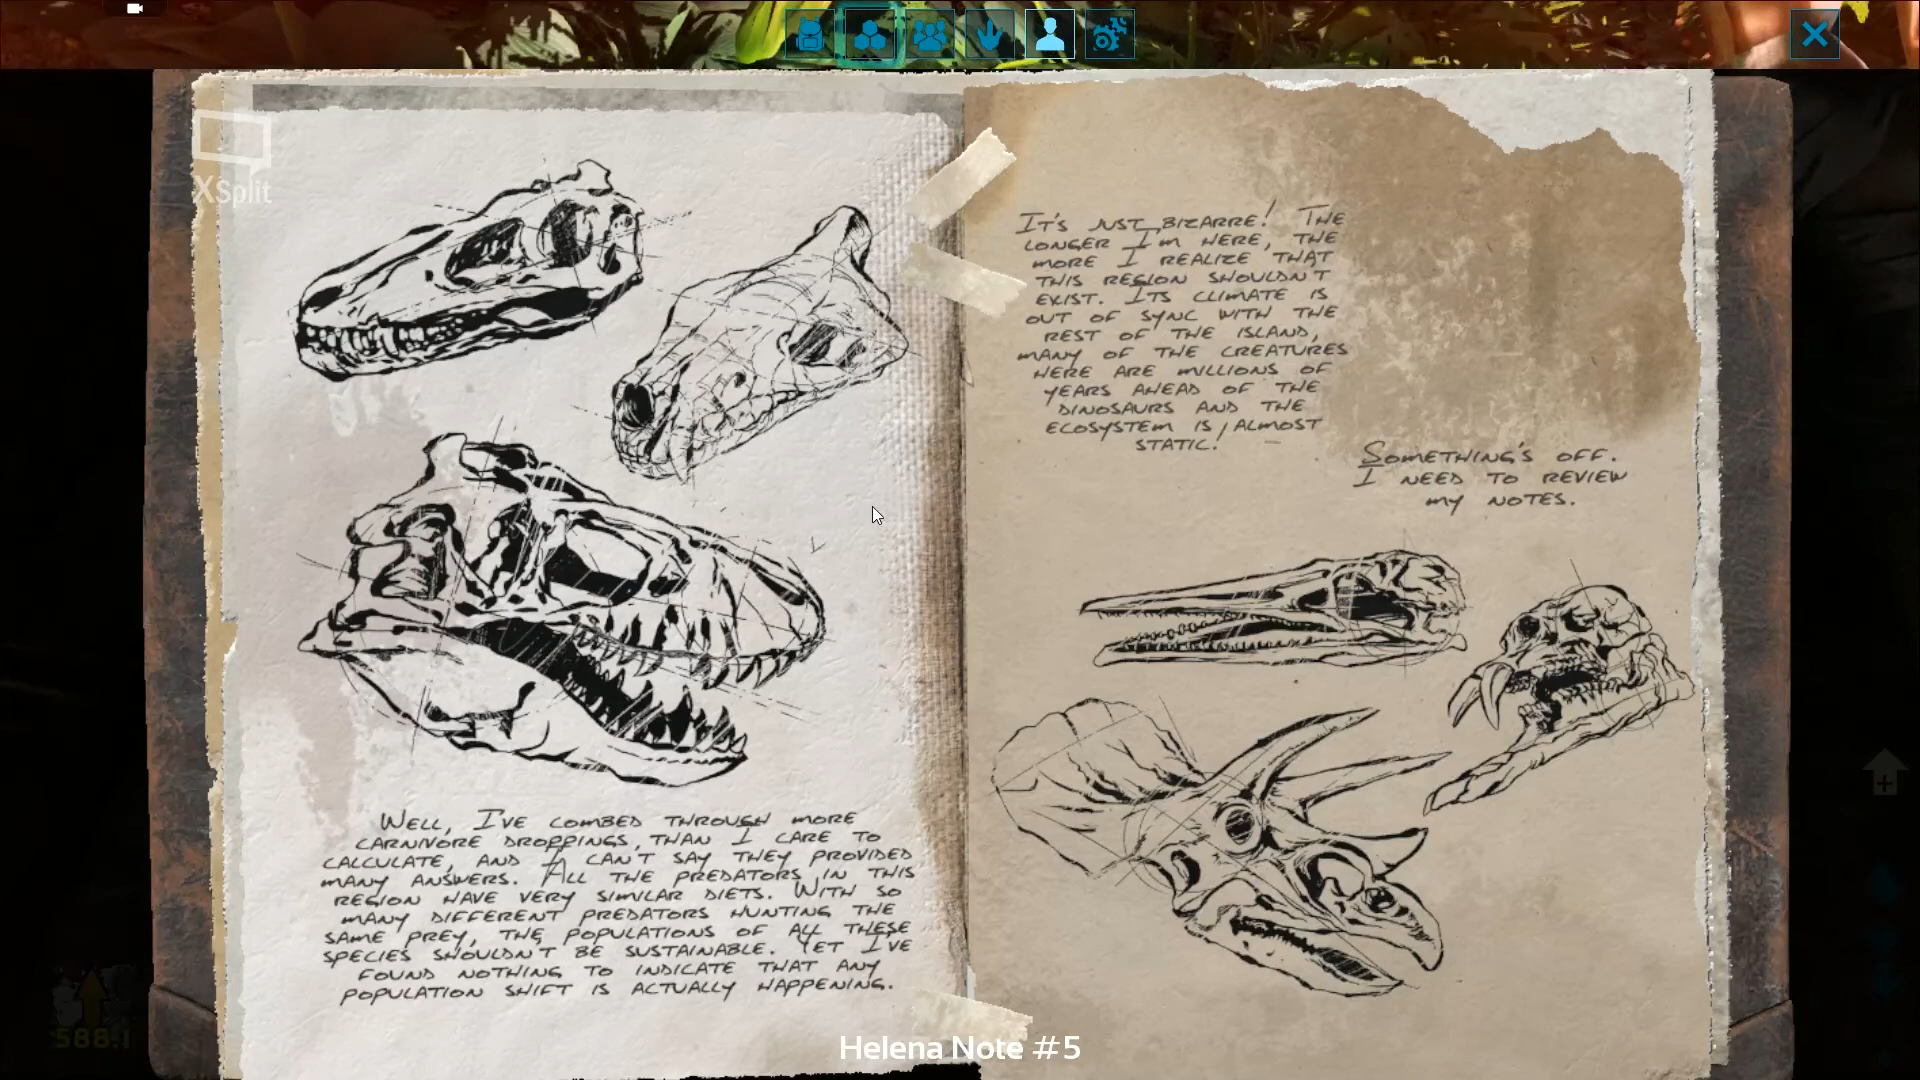 XSplit
WELL, I'VE COMBED THROUGH MORE
CARNIVORE DROPPINGS, THAN I CARE TO
CALCULATE, AND I CAN'T SAY THEY PROVIDED
MANY ANSWERS. ALL THE PREDATORS IN THIS
REGION HAVE VERY SIMILAR DIETS. WITH SO
MANY DIFFERENT PREDATORS HUNTING THE
SAME PREY, THE POPULATIONS OF ALL THESE
SPECIES SHOULDN'T BE SUSTAINABLE. YET I'VE
FOUND NOTHING TO INDICATE THAT ANY
POPULATION SHIFT IS ACTUALLY HAPPENING.
IT'S JUST BIZARRE! THE
LONGER I'M HERE, THE
MORE I REALIZE THAT
THIS REGION SHOULDN'T
EXIST. ITS CLIMATE IS
OUT OF SYNC WITH THE
REST OF THE ISLAND,
MANY OF THE CREATURES
HERE ARE MILLIONS OF
YEARS AHEAD OF THE
DINOSAURS AND THE
ECOSYSTEM IS, ALMOST
STATIC!
SOMETHING'S OFF.
I NEED TO REVIEW
MY NOTES.
588.1
Helena Note #5